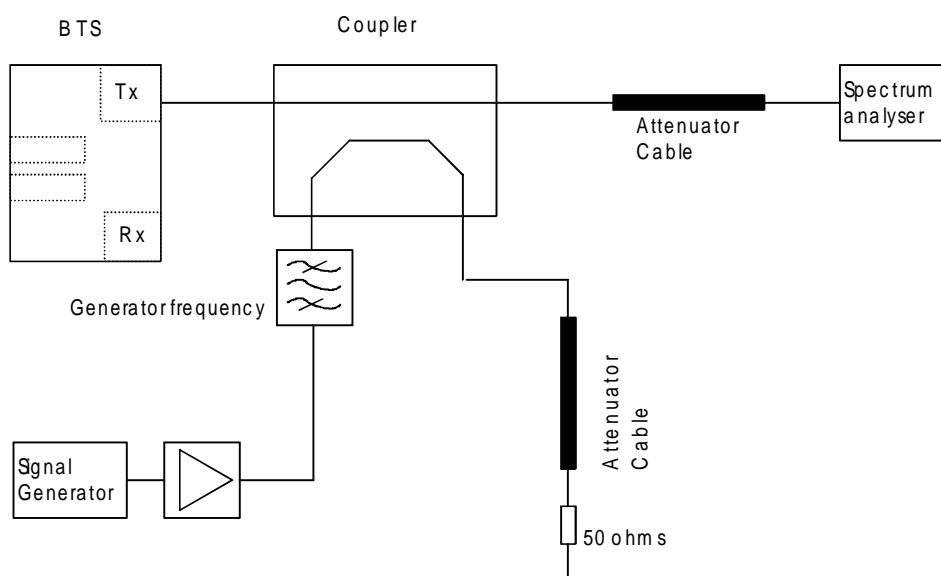 BTS
Coupler
Tx
Spectrum
analyser
Attenuator
Cable
Rx
Generator frequency
Attenuator
Cable
Signal
Generator
50 ohms